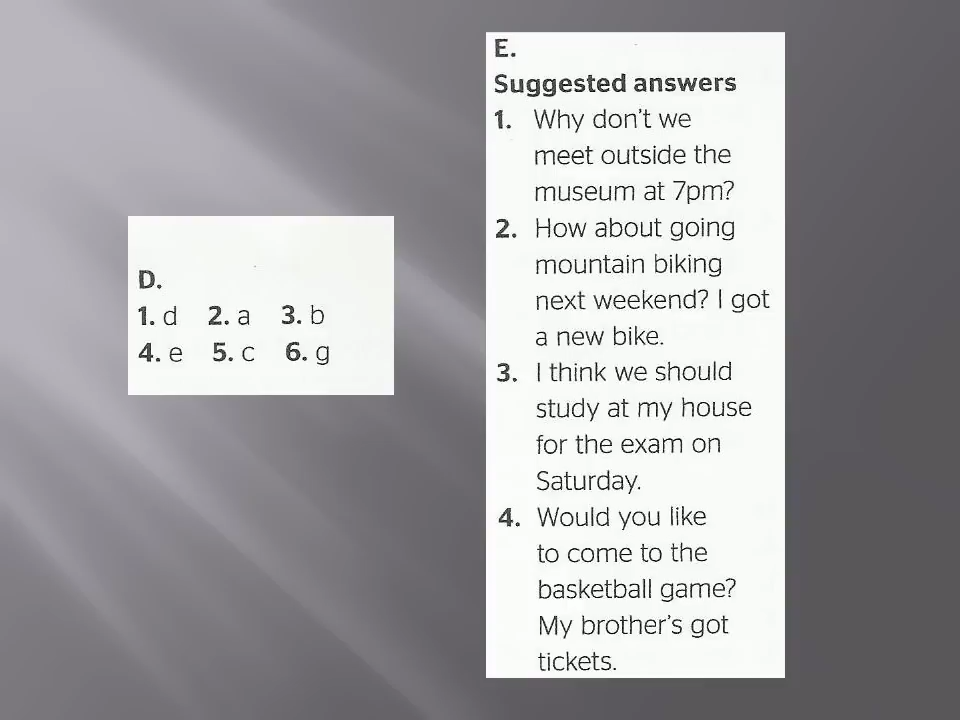 D.
1. d 2. a 3. b
4. e 5. c 6. g
E.
Suggested answers
1. Why don't we
meet outside the
museum at 7pm?
2. How about going
mountain biking
next weekend? I got
a new bike.
3. I think we should
study at my house
for the exam on
Saturday.
4. Would you like
to come to the
basketball game?
My brother's got
tickets.